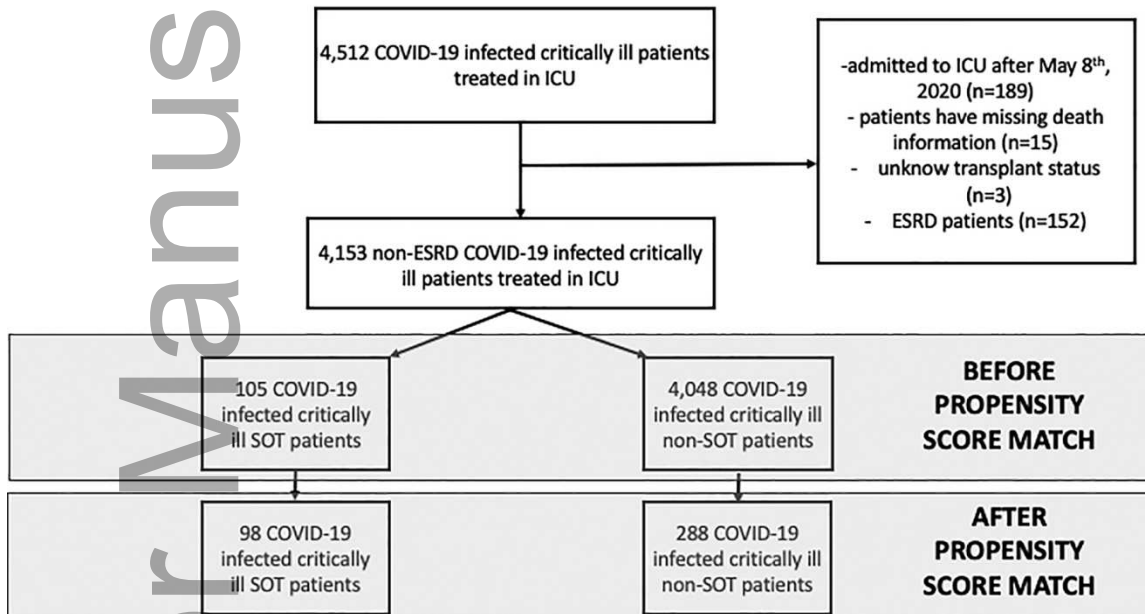 4,512 COVID-19 infected critically ill patients
treated in ICU
-admitted to ICU after May 8th,
2020 (n=189)
- patients have missing death
information (n=15)
- unknow transplant status
(n=3)
- ESRD patients (n=152)
4,153 non-ESRD COVID-19 infected critically
ill patients treated in ICU
105 COVID-19
infected critically
ill SOT patients
4,048 COVID-19
infected critically ill
non-SOT patients
BEFORE
PROPENSITY
SCORE MATCH
98 COVID-19
infected critically
ill SOT patients
288 COVID-19
infected critically ill
non-SOT patients
AFTER
PROPENSITY
SCORE MATCH
r Manus